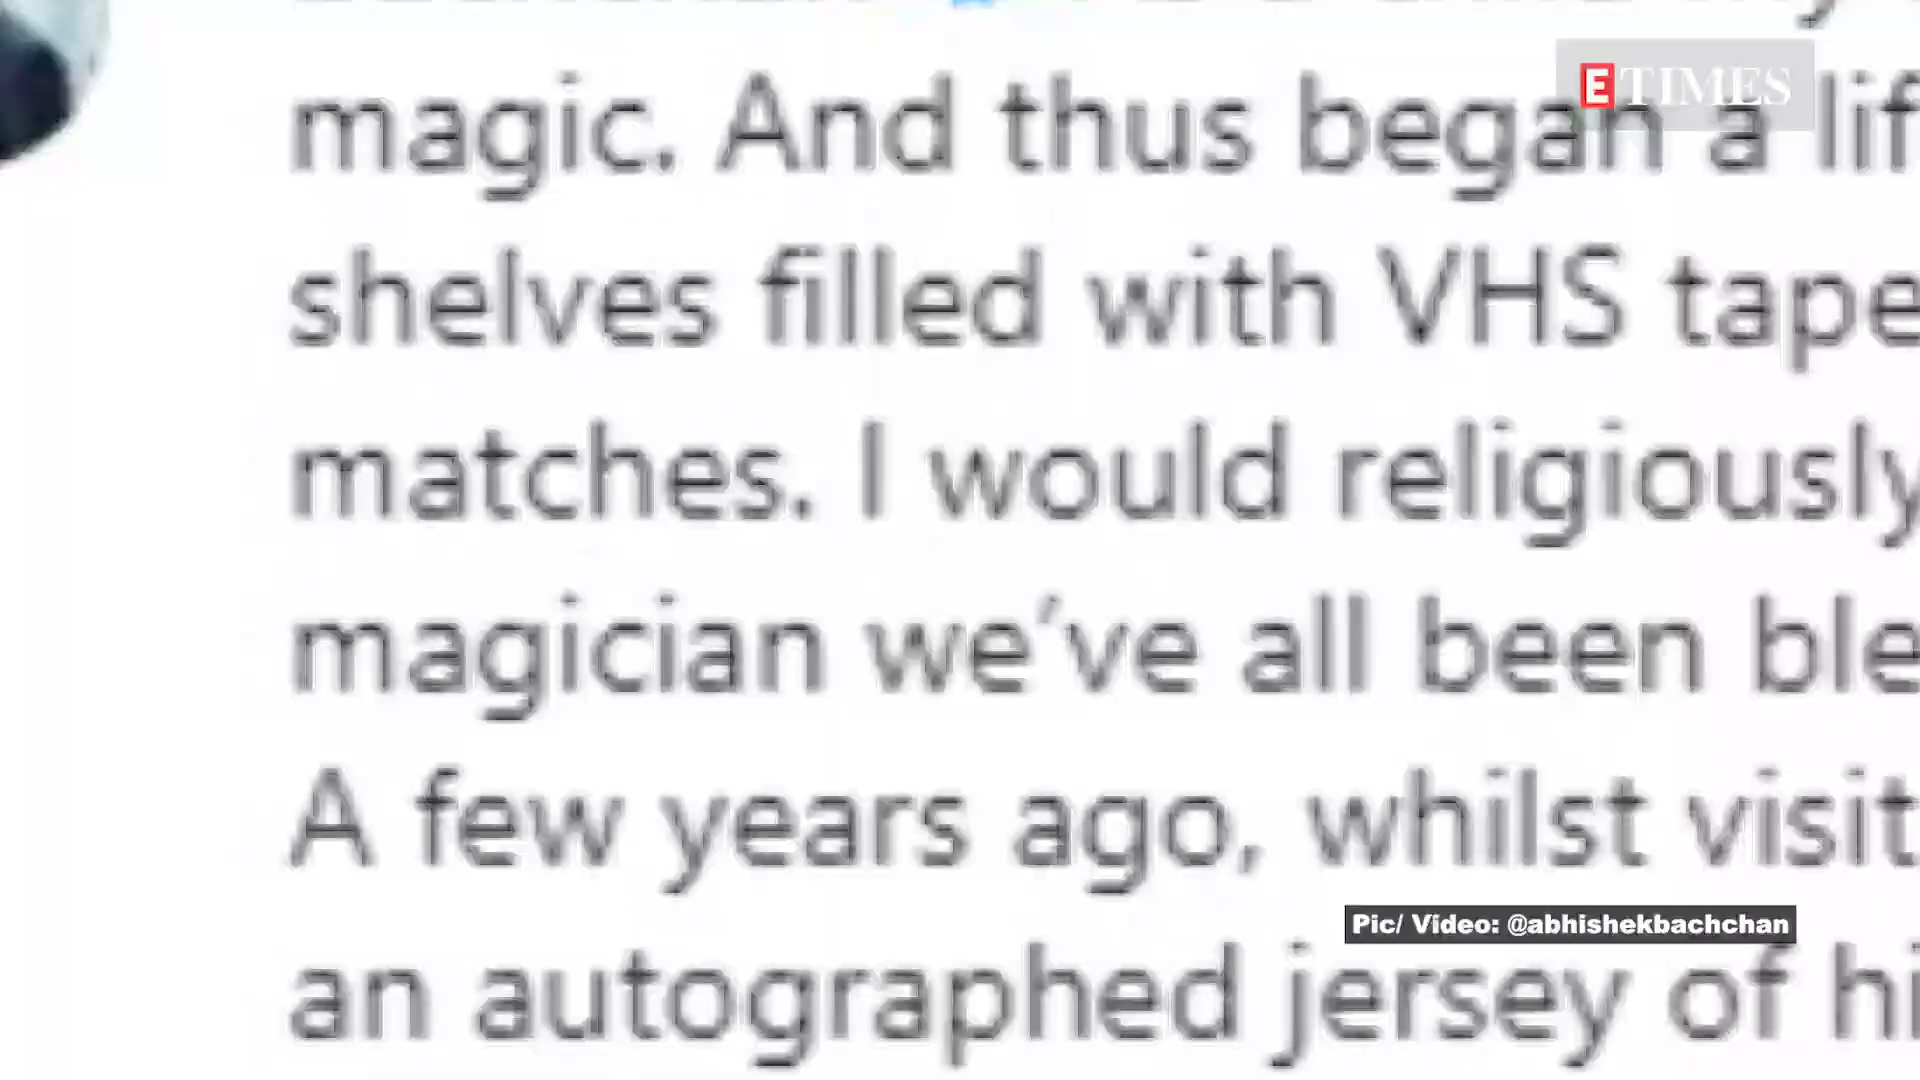 ETIMES
magic. And thus began a lif
shelves filled with VHS tape
matches. I would religiously
magician we've all been ble
A few years ago, whilst visit
Pic/ Video: @abhishekbachchan
an autographed jersey of hi